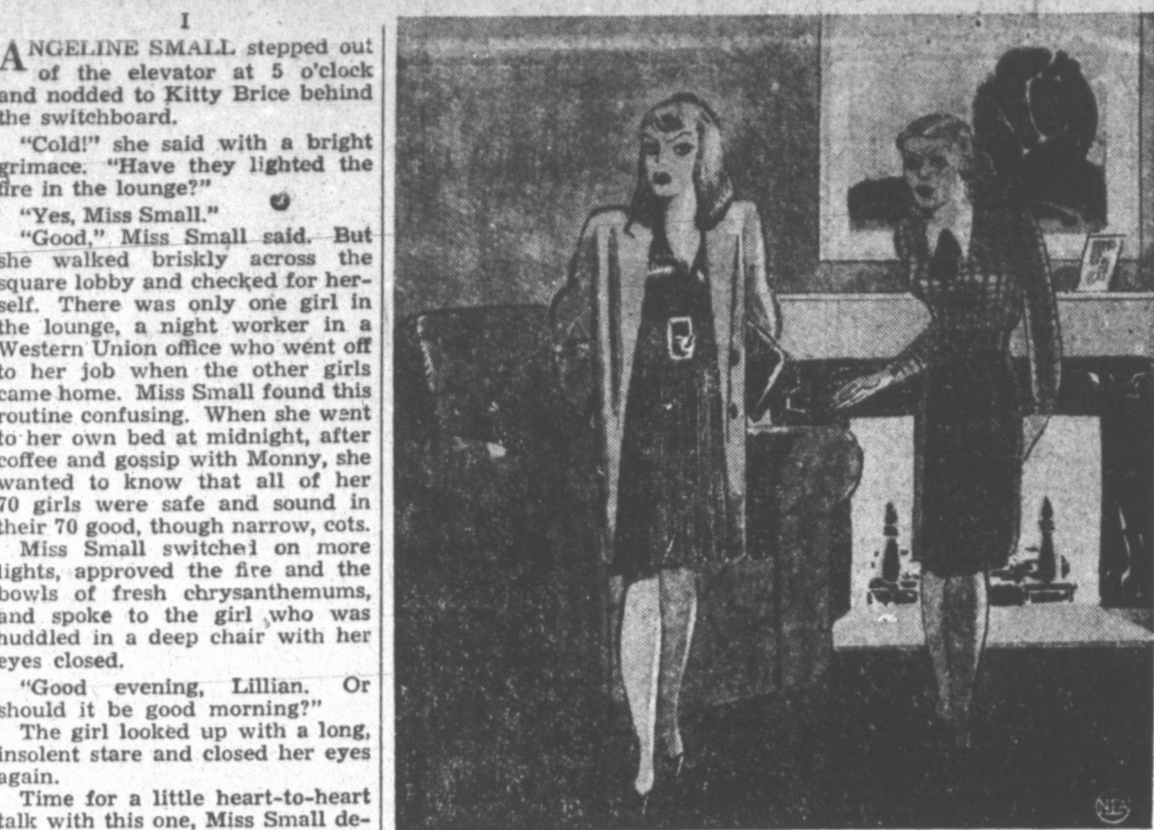 I
ANGELINE SMALL stepped out
of the elevator at 5 o'clock
and nodded to Kitty Brice behind
the switchboard.
"Cold!" she said with a bright
grimace. "Have they lighted the
fire in the lounge?"
"Yes, Miss Small."
"Good," Miss Small said. But
she walked briskly across the
square lobby and checked for her-
self. There was only one girl in
the lounge, a night worker in a
Western Union office who went off
to her job when the other girls
came home. Miss Small found this
routine confusing. When she went
to her own bed at midnight, after
coffee and gossip with Monny, she
wanted to know that all of her
70 girls were safe and sound in
their 70 good, though narrow, cots.
Miss Small switched on more
lights, approved the fire and the
bowls of fresh chrysanthemums,
and spoke to the girl who was
huddled in a deep chair with her
eyes closed.
"Good evening, Lillian. Or
should it be good morning?"
The girl looked up with a long,
insolent stare and closed her eyes
again.
Time for a little heart-to-heart
talk with this one, Miss Small de-
NEA